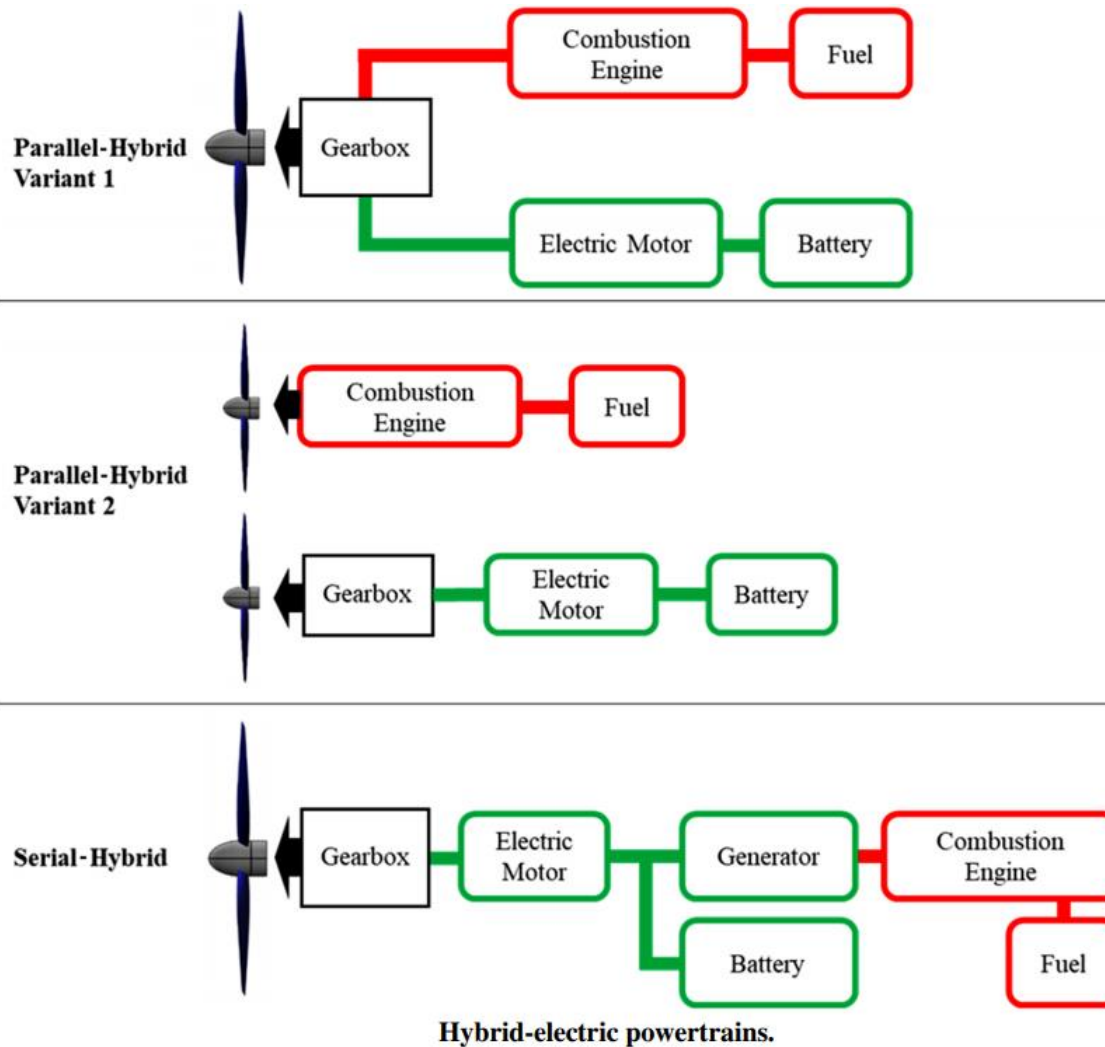 Combustion
Engine
Fuel
Parallel-Hybrid
Variant 1
Gearbox
Electric Motor
Battery
Combustion
Engine
Fuel
Parallel-Hybrid
Variant 2
Gearbox
Electric
Motor
Battery
Serial-Hybrid
Gearbox
Electric
Motor
Generator
Combustion
Engine
Battery
Fuel
Hybrid-electric powertrains.